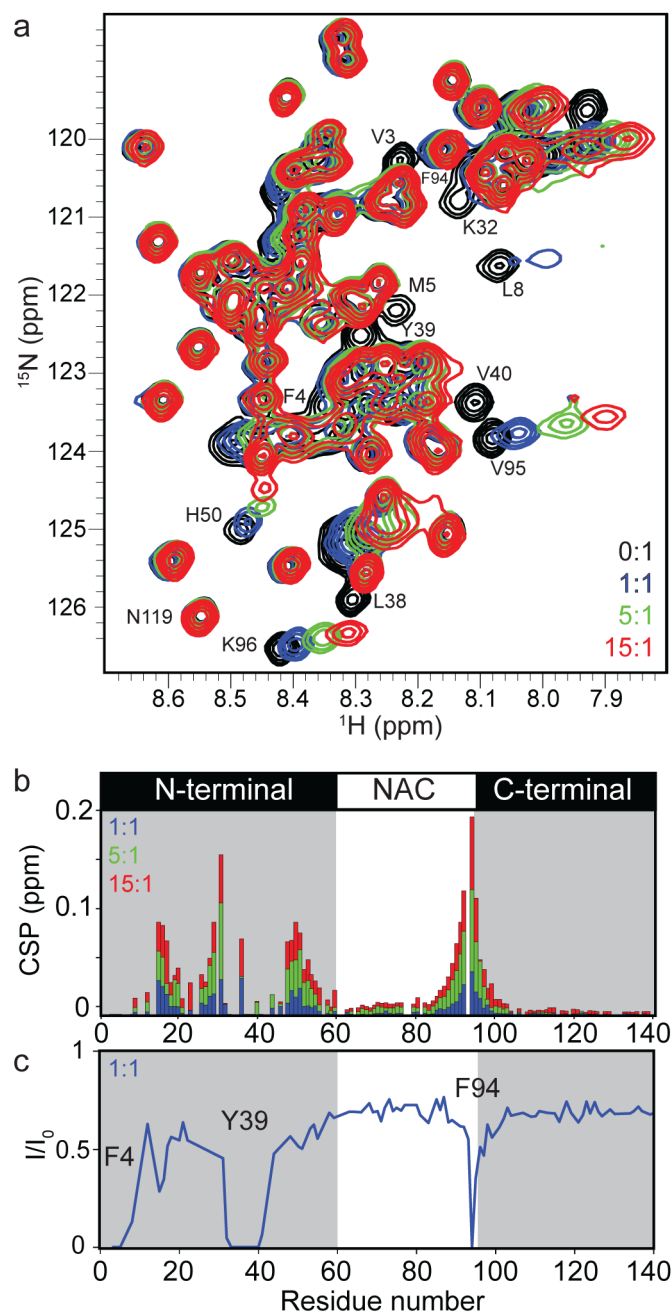 a
120
121
122
123
124
125
126
¹⁵N (ppm)
V3
F94
K32
L8
M5
Y39
F4
V40
V95
H50
L38
N119
K96
0:1
1:1
5:1
15:1
8.6 8.5 8.4 8.3 8.2 8.1 8.0 7.9
¹H (ppm)
b
N-terminal NAC C-terminal
0.2
0.1
0
CSP (ppm)
1:1
5:1
15:1
0 20 40 60 80 100 120 140
c
1
0.5
0
I/I₀
1:1
F4
Y39
F94
0 20 40 60 80 100 120 140
Residue number